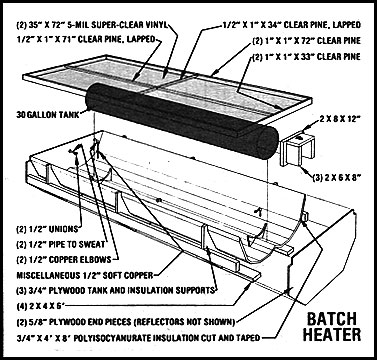 (2) 35" X 72" 5-MIL SUPER-CLEAR VINYL
1/2" X 1" X 71" CLEAR PINE, LAPPED
1/2" X 1" X 34" CLEAR PINE, LAPPED
(2) 1" X 1" X 72" CLEAR PINE
(2) 1" X 1" X 33" CLEAR PINE
30 GALLON TANK
2 X 8 X 12"
(3) 2 X 6 X 8"
(2) 1/2" UNIONS
(2) 1/2" PIPE TO SWEAT
(2) 1/2" COPPER ELBOWS
MISCELLANEOUS 1/2" SOFT COPPER
(3) 3/4" PLYWOOD TANK AND INSULATION SUPPORTS
(4) 2 X 4 X 6'
(2) 5/8" PLYWOOD END PIECES (REFLECTORS NOT SHOWN)
3/4" X 4' X 8' POLYISOCYANURATE INSULATION CUT AND TAPED
BATCH
HEATER